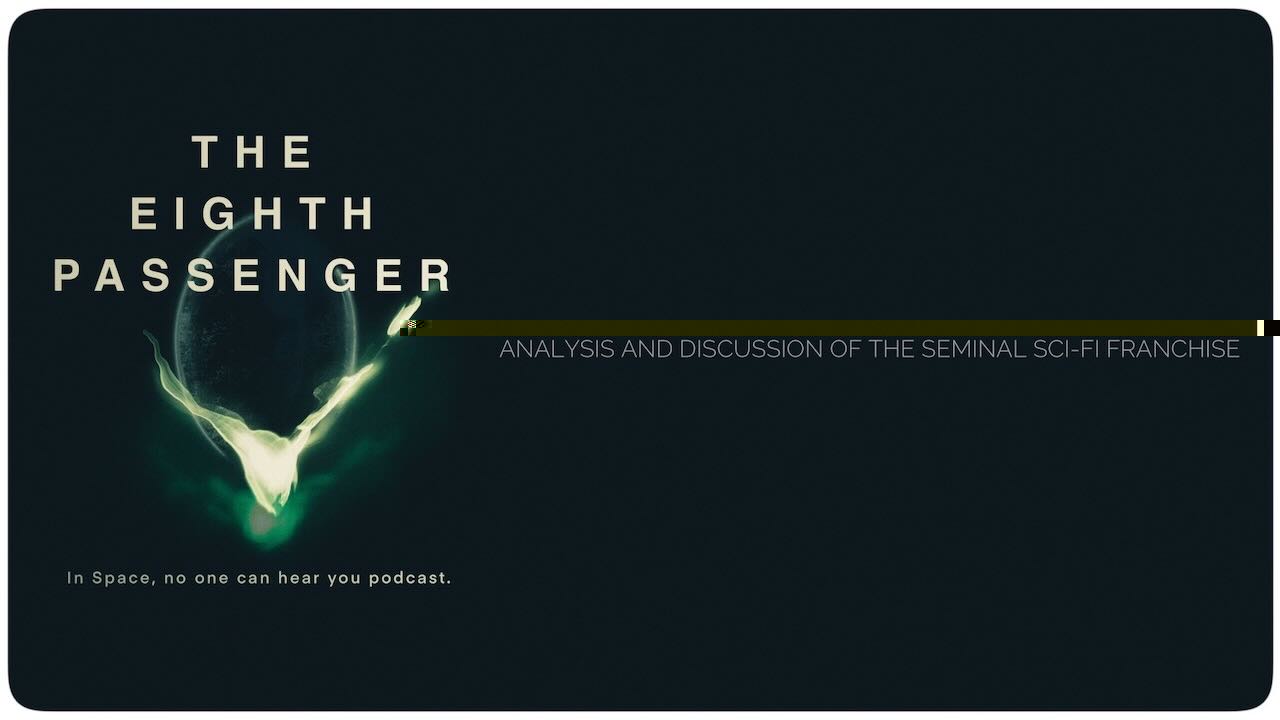 THE
EIGHTH
PASSENGER
ANALYSIS AND DISCUSSION OF THE SEMINAL SCI-FI FRANCHISE
In Space, no one can hear you podcast.